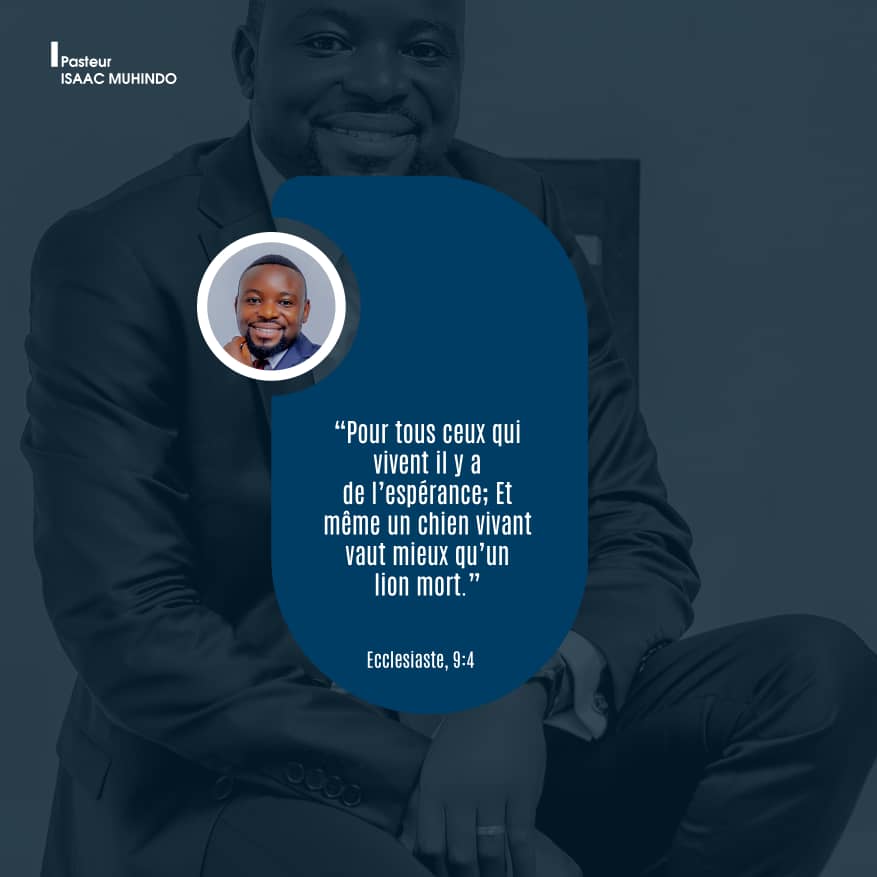 Pasteur
ISAAC MUHINDO
“Pour tous ceux qui
vivent il y a
de l’espérance; Et
même un chien vivant
vaut mieux qu’un
lion mort.”
Ecclesiaste, 9:4